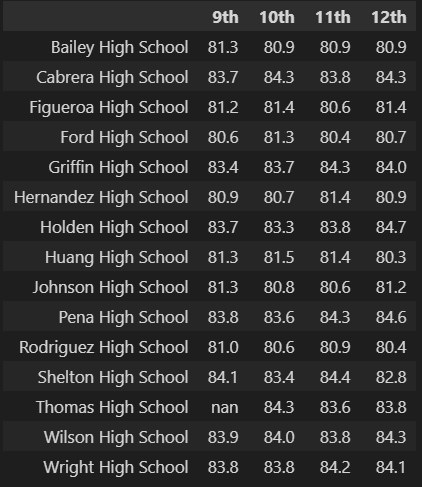 9th 10th 11th 12th
Bailey High School 81.3 80.9 80.9 80.9
Cabrera High School 83.7 84.3 83.8 84.3
Figueroa High School 81.2 81.4 80.6 81.4
Ford High School 80.6 81.3 80.4 80.7
Griffin High School 83.4 83.7 84.3 84.0
Hernandez High School 80.9 80.7 81.4 80.9
Holden High School 83.7 83.3 83.8 84.7
Huang High School 81.3 81.5 81.4 80.3
Johnson High School 81.3 80.8 80.6 81.2
Pena High School 83.8 83.6 84.3 84.6
Rodriguez High School 81.0 80.6 80.9 80.4
Shelton High School 84.1 83.4 84.4 82.8
Thomas High School nan 84.3 83.6 83.8
Wilson High School 83.9 84.0 83.8 84.3
Wright High School 83.8 83.8 84.2 84.1